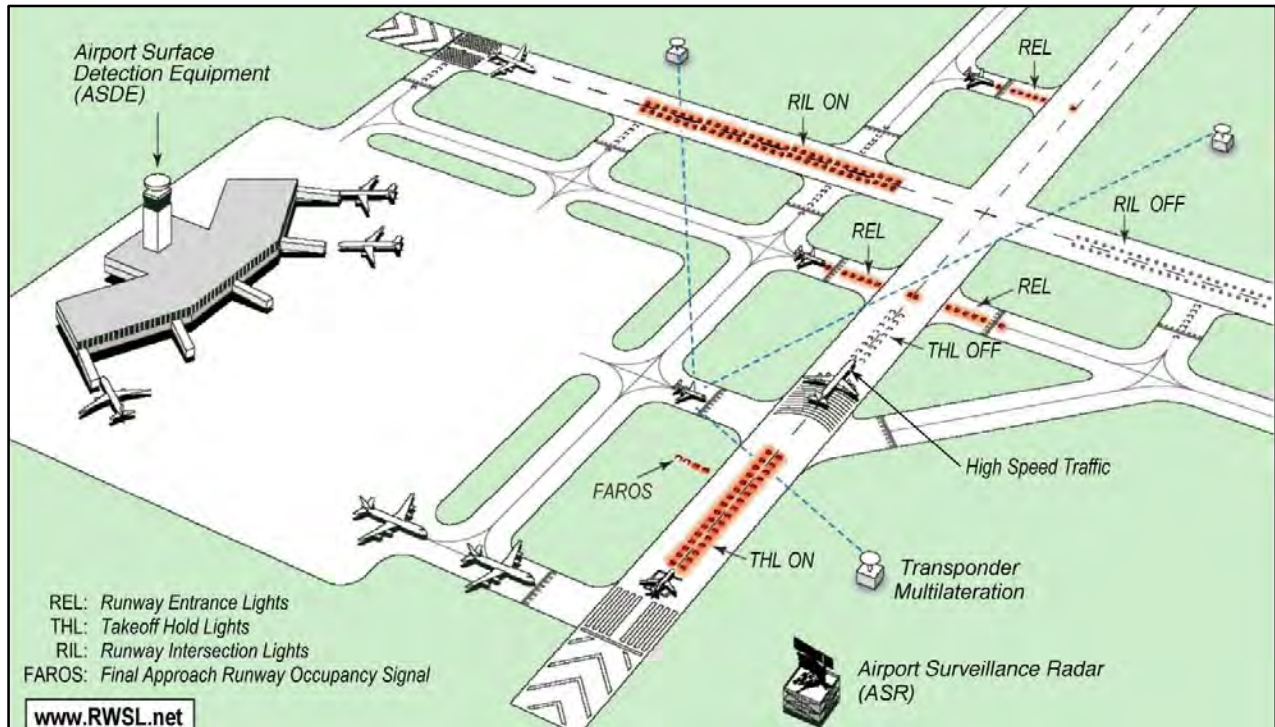 Airport Surface
Detection Equipment
(ASDE)
REL
RIL ON
RIL OFF
REL
REL
THL OFF
High Speed Traffic
FAROS
THL ON
Transponder
Multilateration
REL: Runway Entrance Lights
THL: Takeoff Hold Lights
RIL: Runway Intersection Lights
FAROS: Final Approach Runway Occupancy Signal
Airport Surveillance Radar
(ASR)
www.RWSL.net